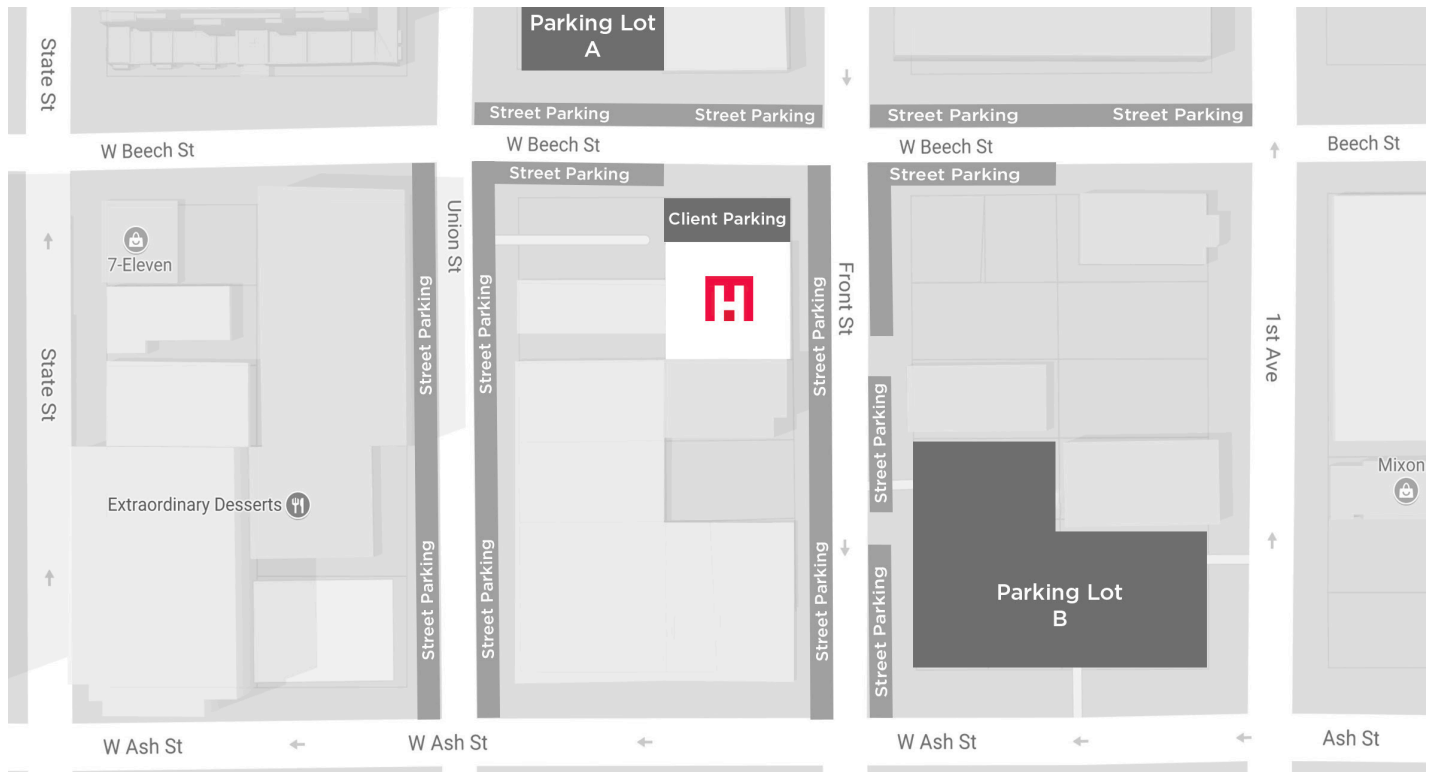 State St
Parking Lot
A
Street Parking
Street Parking
Street Parking
Street Parking
W Beech St
W Beech St
W Beech St
Beech St
Street Parking
Street Parking
Client Parking
7-Eleven
Union St
Street Parking
Street Parking
H
Street Parking
Front St
1st Ave
State St
Street Parking
Mixon
Extraordinary Desserts
Street Parking
Street Parking
Street Parking
Street Parking
Parking Lot
B
W Ash St
W Ash St
W Ash St
Ash St